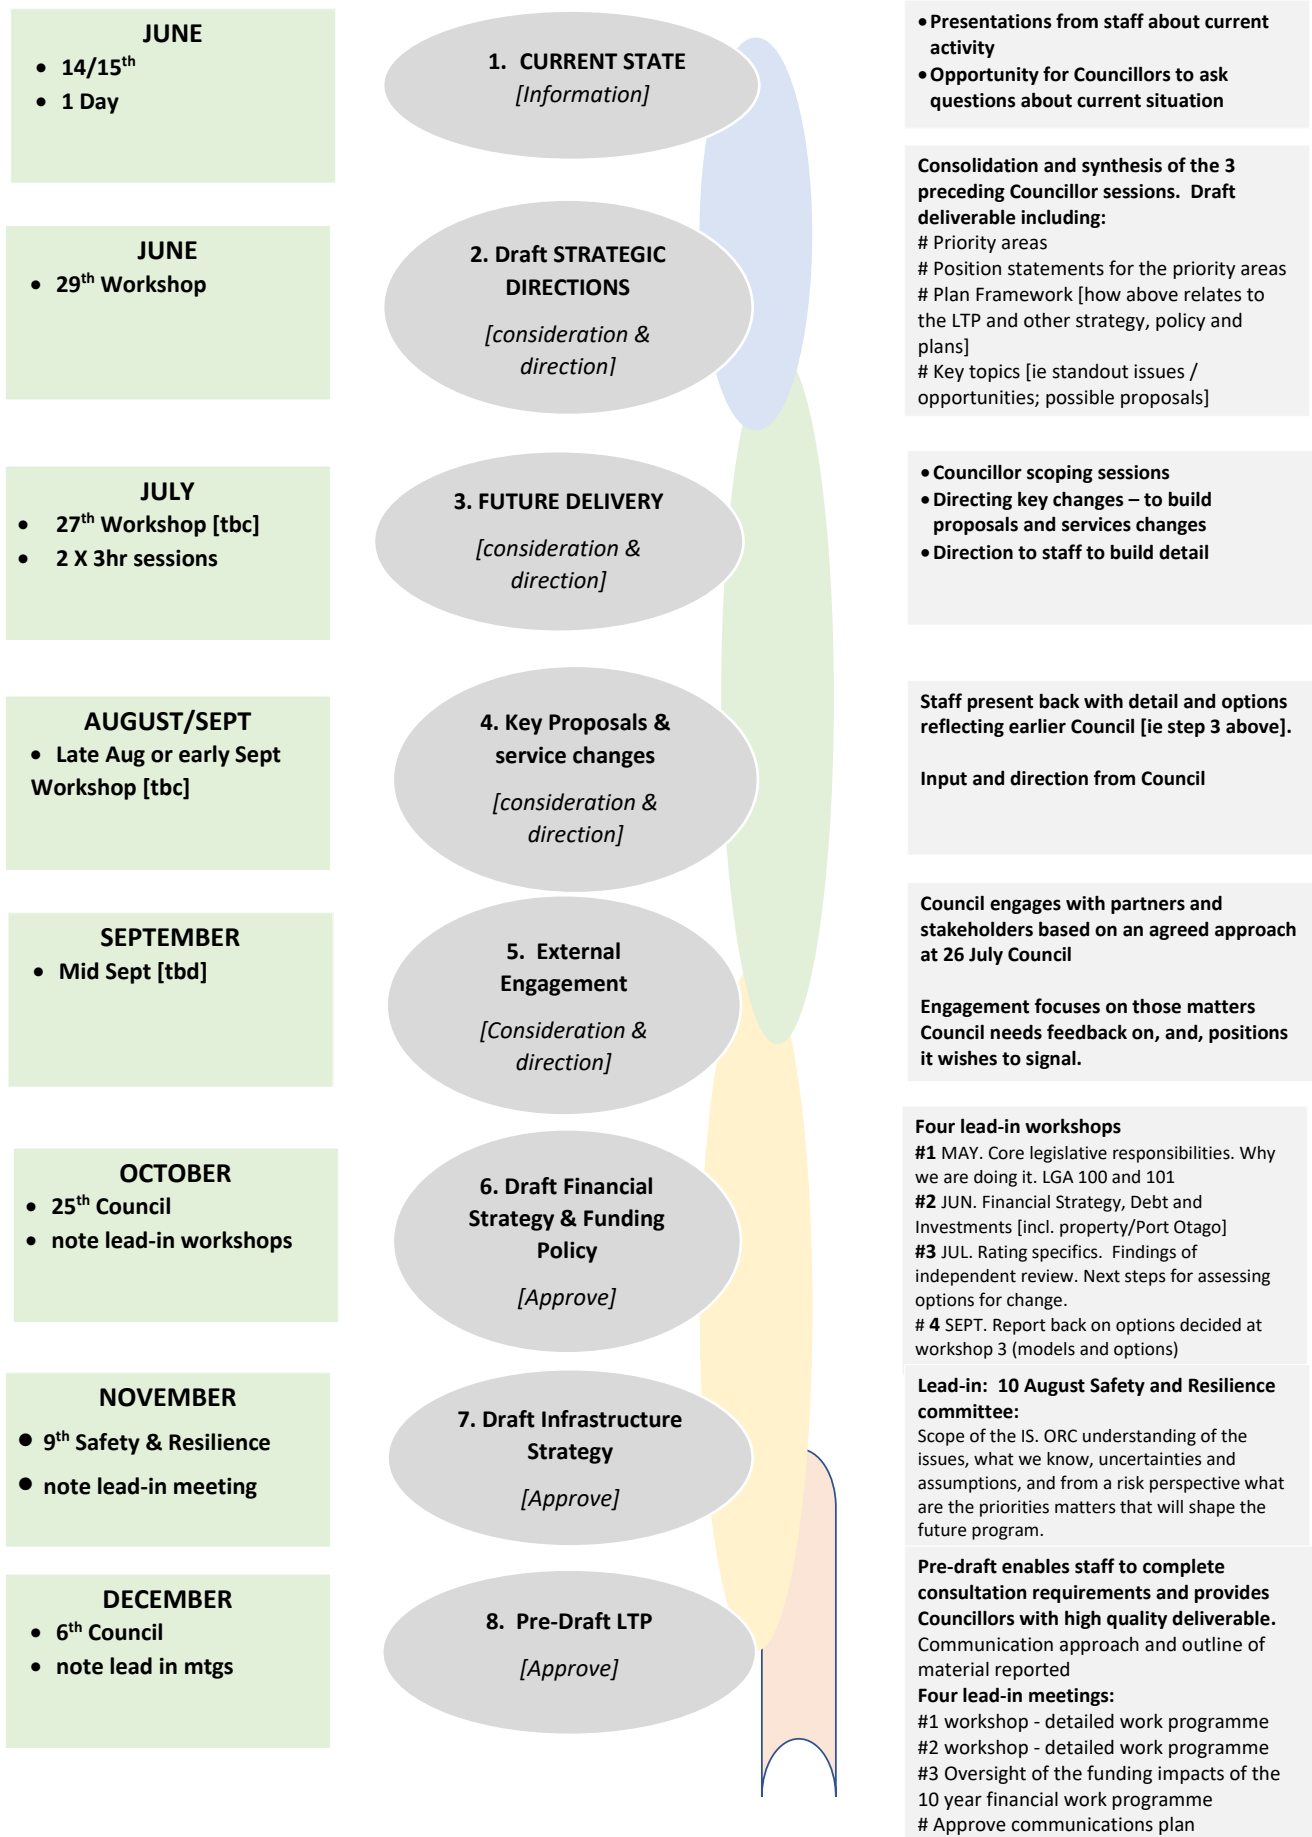 JUNE
• 14/15th
• 1 Day
1. CURRENT STATE
[Information]
• Presentations from staff about current
activity
• Opportunity for Councillors to ask
questions about current situation
JUNE
• 29th Workshop
2. Draft STRATEGIC
DIRECTIONS
[consideration &
direction]
Consolidation and synthesis of the 3
preceding Councillor sessions. Draft
deliverable including:
# Priority areas
# Position statements for the priority areas
# Plan Framework [how above relates to
the LTP and other strategy, policy and
plans]
# Key topics [ie standout issues /
opportunities; possible proposals]
JULY
• 27th Workshop [tbc]
• 2 X 3hr sessions
3. FUTURE DELIVERY
[consideration &
direction]
• Councillor scoping sessions
• Directing key changes – to build
proposals and services changes
• Direction to staff to build detail
AUGUST/SEPT
• Late Aug or early Sept
Workshop [tbc]
4. Key Proposals &
service changes
[consideration &
direction]
Staff present back with detail and options
reflecting earlier Council [ie step 3 above].
Input and direction from Council
SEPTEMBER
• Mid Sept [tbd]
5. External
Engagement
[Consideration &
direction]
Council engages with partners and
stakeholders based on an agreed approach
at 26 July Council
Engagement focuses on those matters
Council needs feedback on, and, positions
it wishes to signal.
OCTOBER
• 25th Council
• note lead-in workshops
6. Draft Financial
Strategy & Funding
Policy
[Approve]
Four lead-in workshops
#1 MAY. Core legislative responsibilities. Why
we are doing it. LGA 100 and 101
#2 JUN. Financial Strategy, Debt and
Investments [incl. property/Port Otago]
#3 JUL. Rating specifics. Findings of
independent review. Next steps for assessing
options for change.
# 4 SEPT. Report back on options decided at
workshop 3 (models and options)
NOVEMBER
• 9th Safety & Resilience
• note lead-in meeting
7. Draft Infrastructure
Strategy
[Approve]
Lead-in: 10 August Safety and Resilience
committee:
Scope of the IS. ORC understanding of the
issues, what we know, uncertainties and
assumptions, and from a risk perspective what
are the priorities matters that will shape the
future program.
DECEMBER
• 6th Council
• note lead in mtgs
8. Pre-Draft LTP
[Approve]
Pre-draft enables staff to complete
consultation requirements and provides
Councillors with high quality deliverable.
Communication approach and outline of
material reported
Four lead-in meetings:
#1 workshop - detailed work programme
#2 workshop - detailed work programme
#3 Oversight of the funding impacts of the
10 year financial work programme
# Approve communications plan